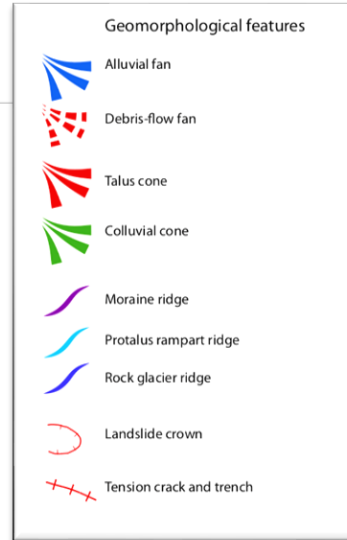 Geomorphological features
Alluvial fan
Debris-flow fan
Talus cone
Colluvial cone
Moraine ridge
Protalus rampart ridge
Rock glacier ridge
Landslide crown
Tension crack and trench